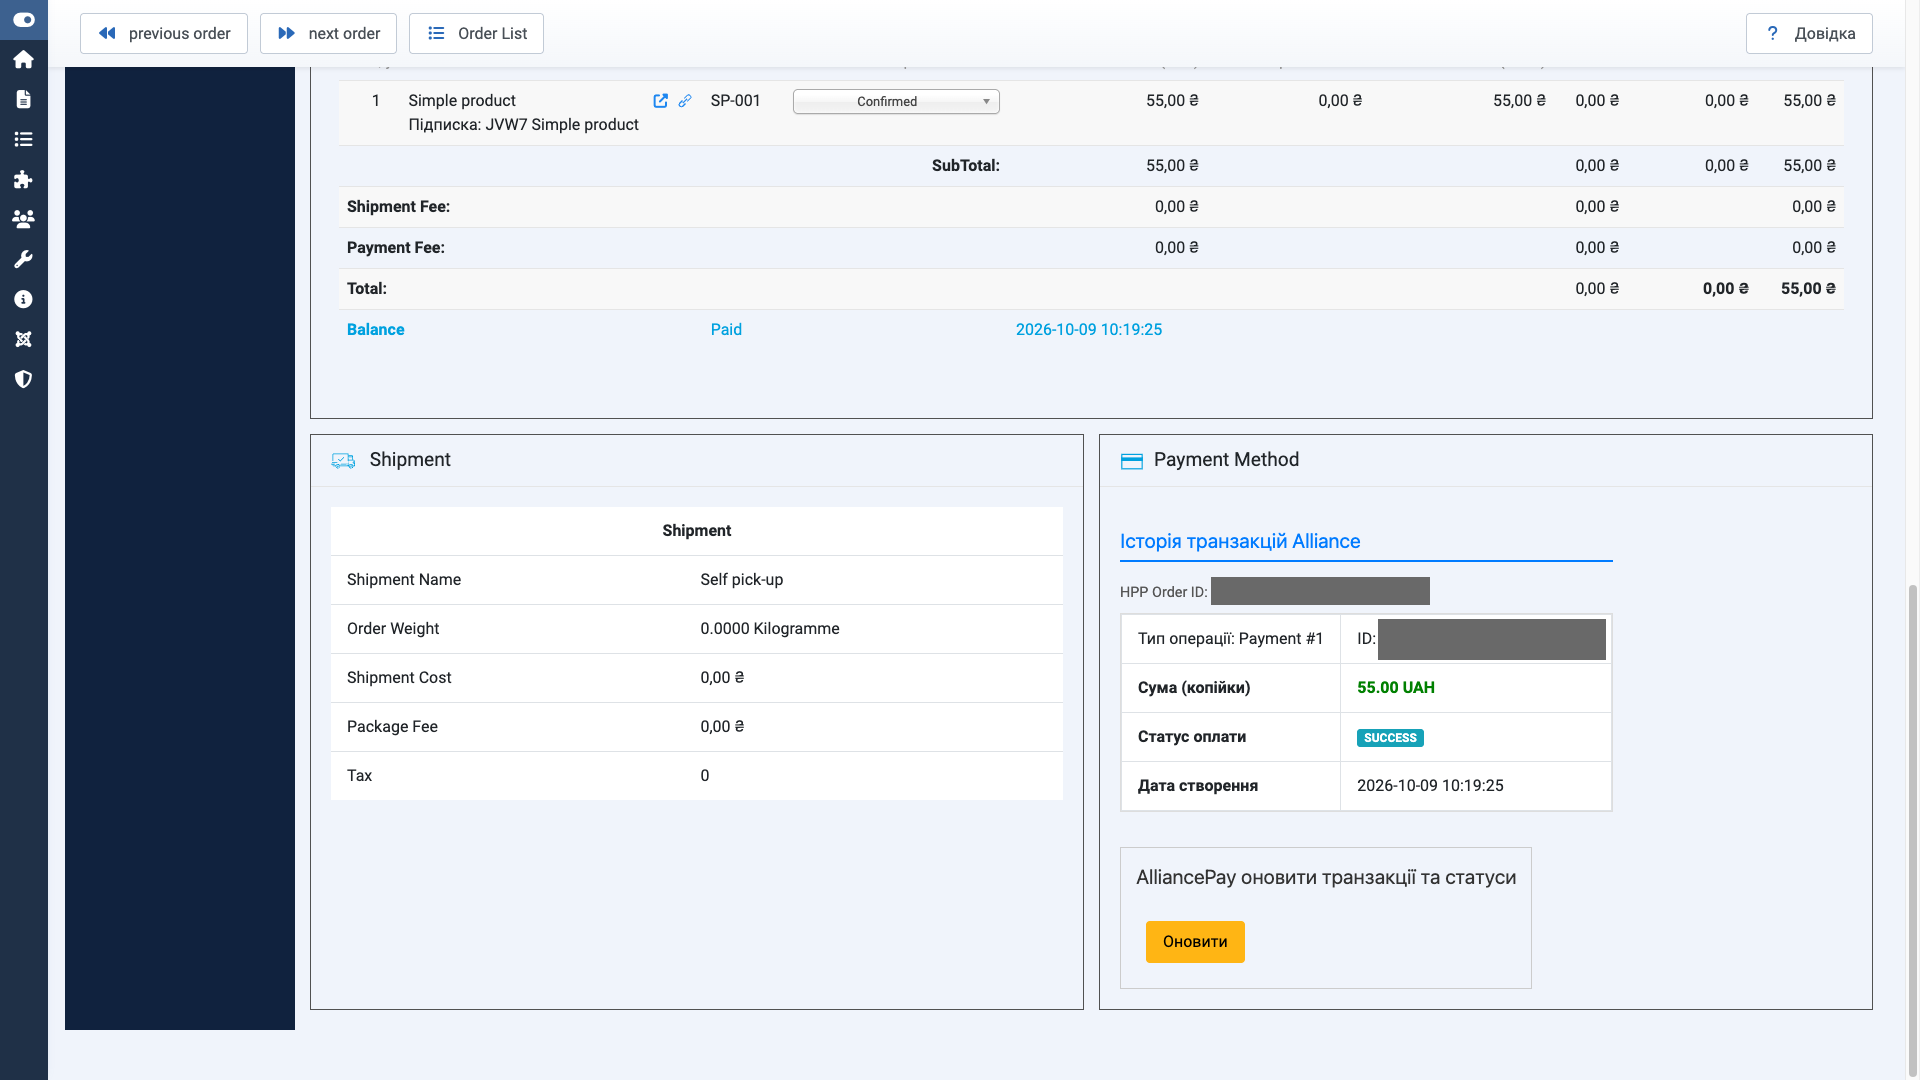 previous order
next order
Order List
? Довідка
1 Simple product SP-001 Confirmed 55,00 ₴ 0,00 ₴ 55,00 ₴ 0,00 ₴ 0,00 ₴ 55,00 ₴
Підписка: JVW7 Simple product
SubTotal: 55,00 ₴ 0,00 ₴ 0,00 ₴ 55,00 ₴
Shipment Fee: 0,00 ₴ 0,00 ₴ 0,00 ₴
Payment Fee: 0,00 ₴ 0,00 ₴ 0,00 ₴
Total: 0,00 ₴ 0,00 ₴ 55,00 ₴
Balance Paid 2026-10-09 10:19:25
Shipment
Shipment
Shipment Name Self pick-up
Order Weight 0.0000 Kilogramme
Shipment Cost 0,00 ₴
Package Fee 0,00 ₴
Tax 0
Payment Method
Історія транзакцій Alliance
HPP Order ID:
Тип операції: Payment #1 ID:
Сума (копійки) 55.00 UAH
Статус оплати SUCCESS
Дата створення 2026-10-09 10:19:25
AlliancePay оновити транзакції та статуси
Оновити